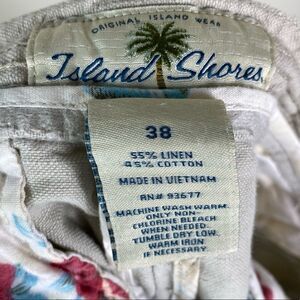 ORIGINAL ISLAND WEAR
Island Shores
38
55% LINEN
45% COTTON
MADE IN VIETNAM
RN# 93677
MACHINE WASH WARM
ONLY NON-
CHLORINE BLEACH
WHEN NEEDED.
TUMBLE DRY LOW.
WARM IRON
IF NECESSARY.